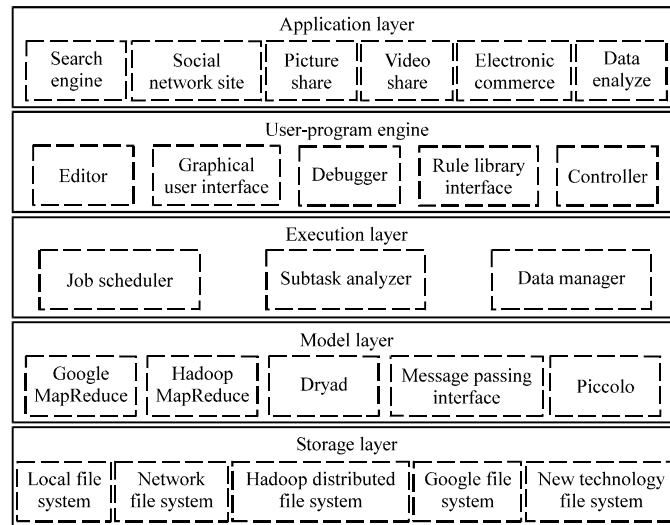 Application layer
Search engine
Social network site
Picture share
Video share
Electronic commerce
Data enalyze
User-program engine
Editor
Graphical user interface
Debugger
Rule library interface
Controller
Execution layer
Job scheduler
Subtask analyzer
Data manager
Model layer
Google MapReduce
Hadoop MapReduce
Dryad
Message passing interface
Piccolo
Storage layer
Local file system
Network file system
Hadoop distributed file system
Google file system
New technology file system